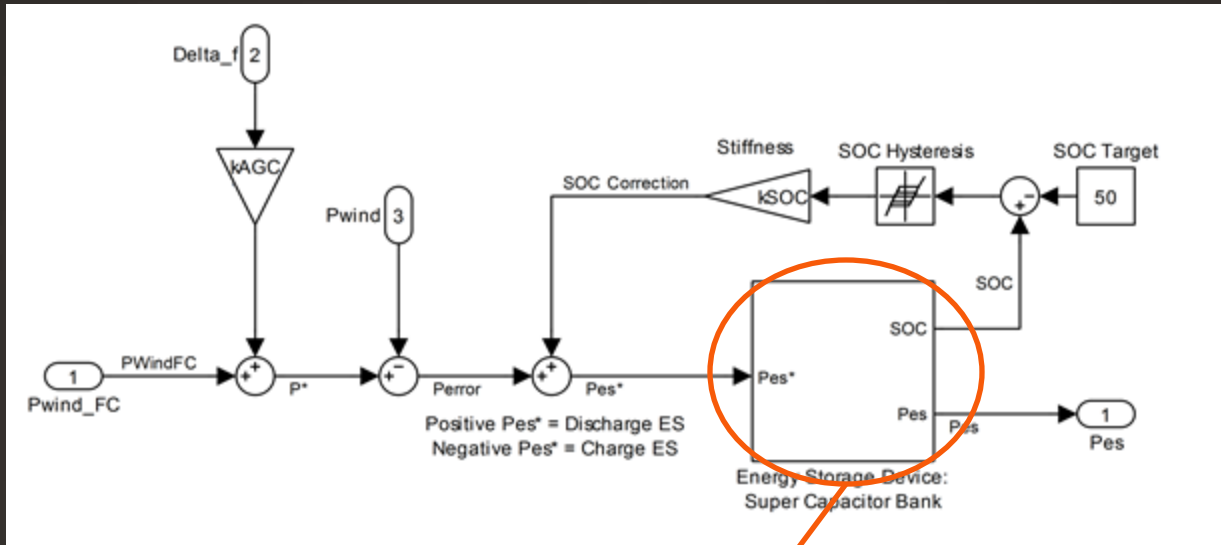 Delta_f
2
kAGC
Stiffness
SOC Hysteresis
SOC Target
SOC Correction
kSOC
50
Pwind
3
+
-
SOC
SOC
PWindFC
1
Pwind_FC
+
+
P*
+
-
Perror
+
+
Pes*
Pes*
Positive Pes* = Discharge ES
Negative Pes* = Charge ES
Pes
Pes
1
Pes
Energy Storage Device:
Super Capacitor Bank